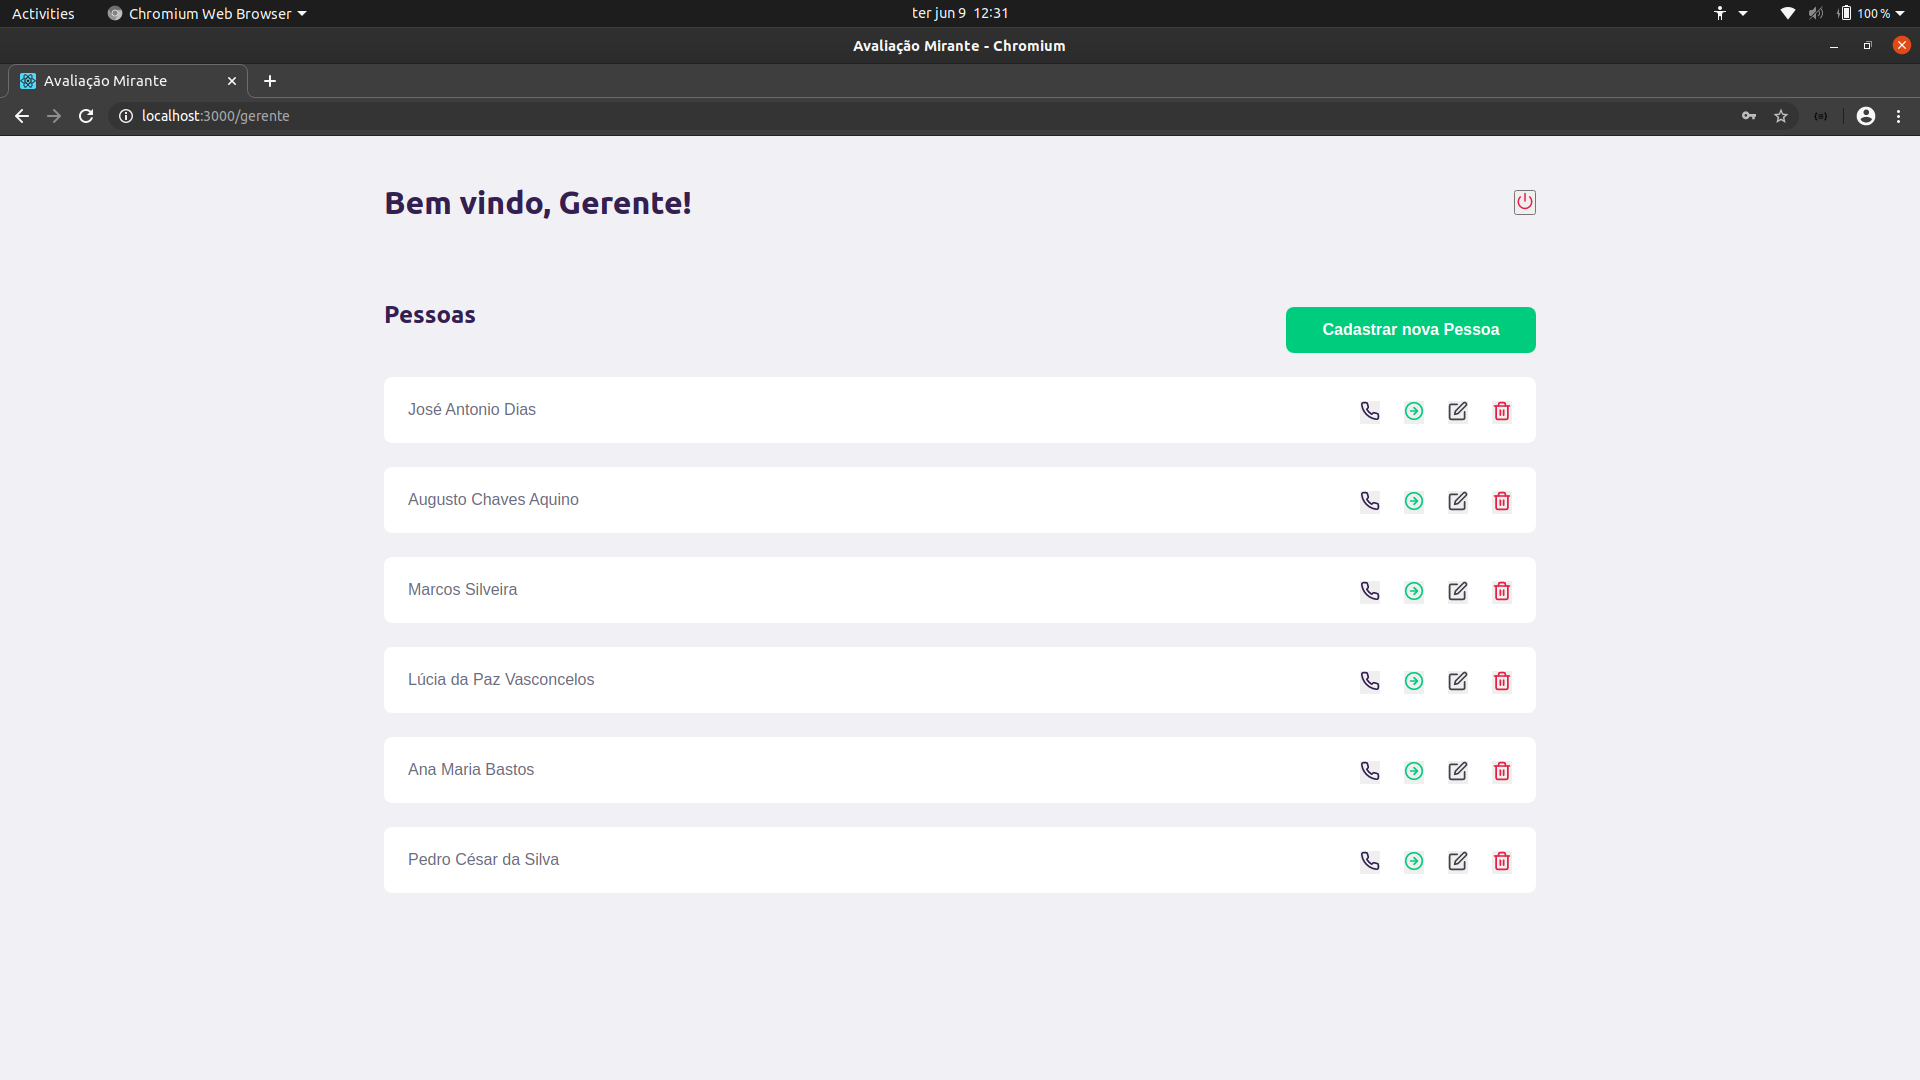 Activities
Chromium Web Browser
ter jun 9 12:31
100 %
Avaliação Mirante - Chromium
Avaliação Mirante
localhost:3000/gerente
Bem vindo, Gerente!
Pessoas
Cadastrar nova Pessoa
José Antonio Dias
Augusto Chaves Aquino
Marcos Silveira
Lúcia da Paz Vasconcelos
Ana Maria Bastos
Pedro César da Silva